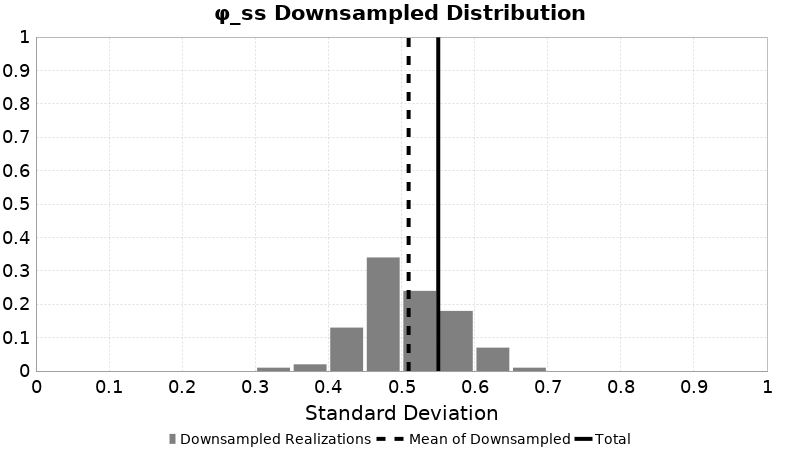 φ_ss Downsampled Distribution
1
0.9
0.8
0.7
0.6
0.5
0.4
0.3
0.2
0.1
0
0 0.1 0.2 0.3 0.4 0.5 0.6 0.7 0.8 0.9 1
Standard Deviation
Downsampled Realizations Mean of Downsampled Total